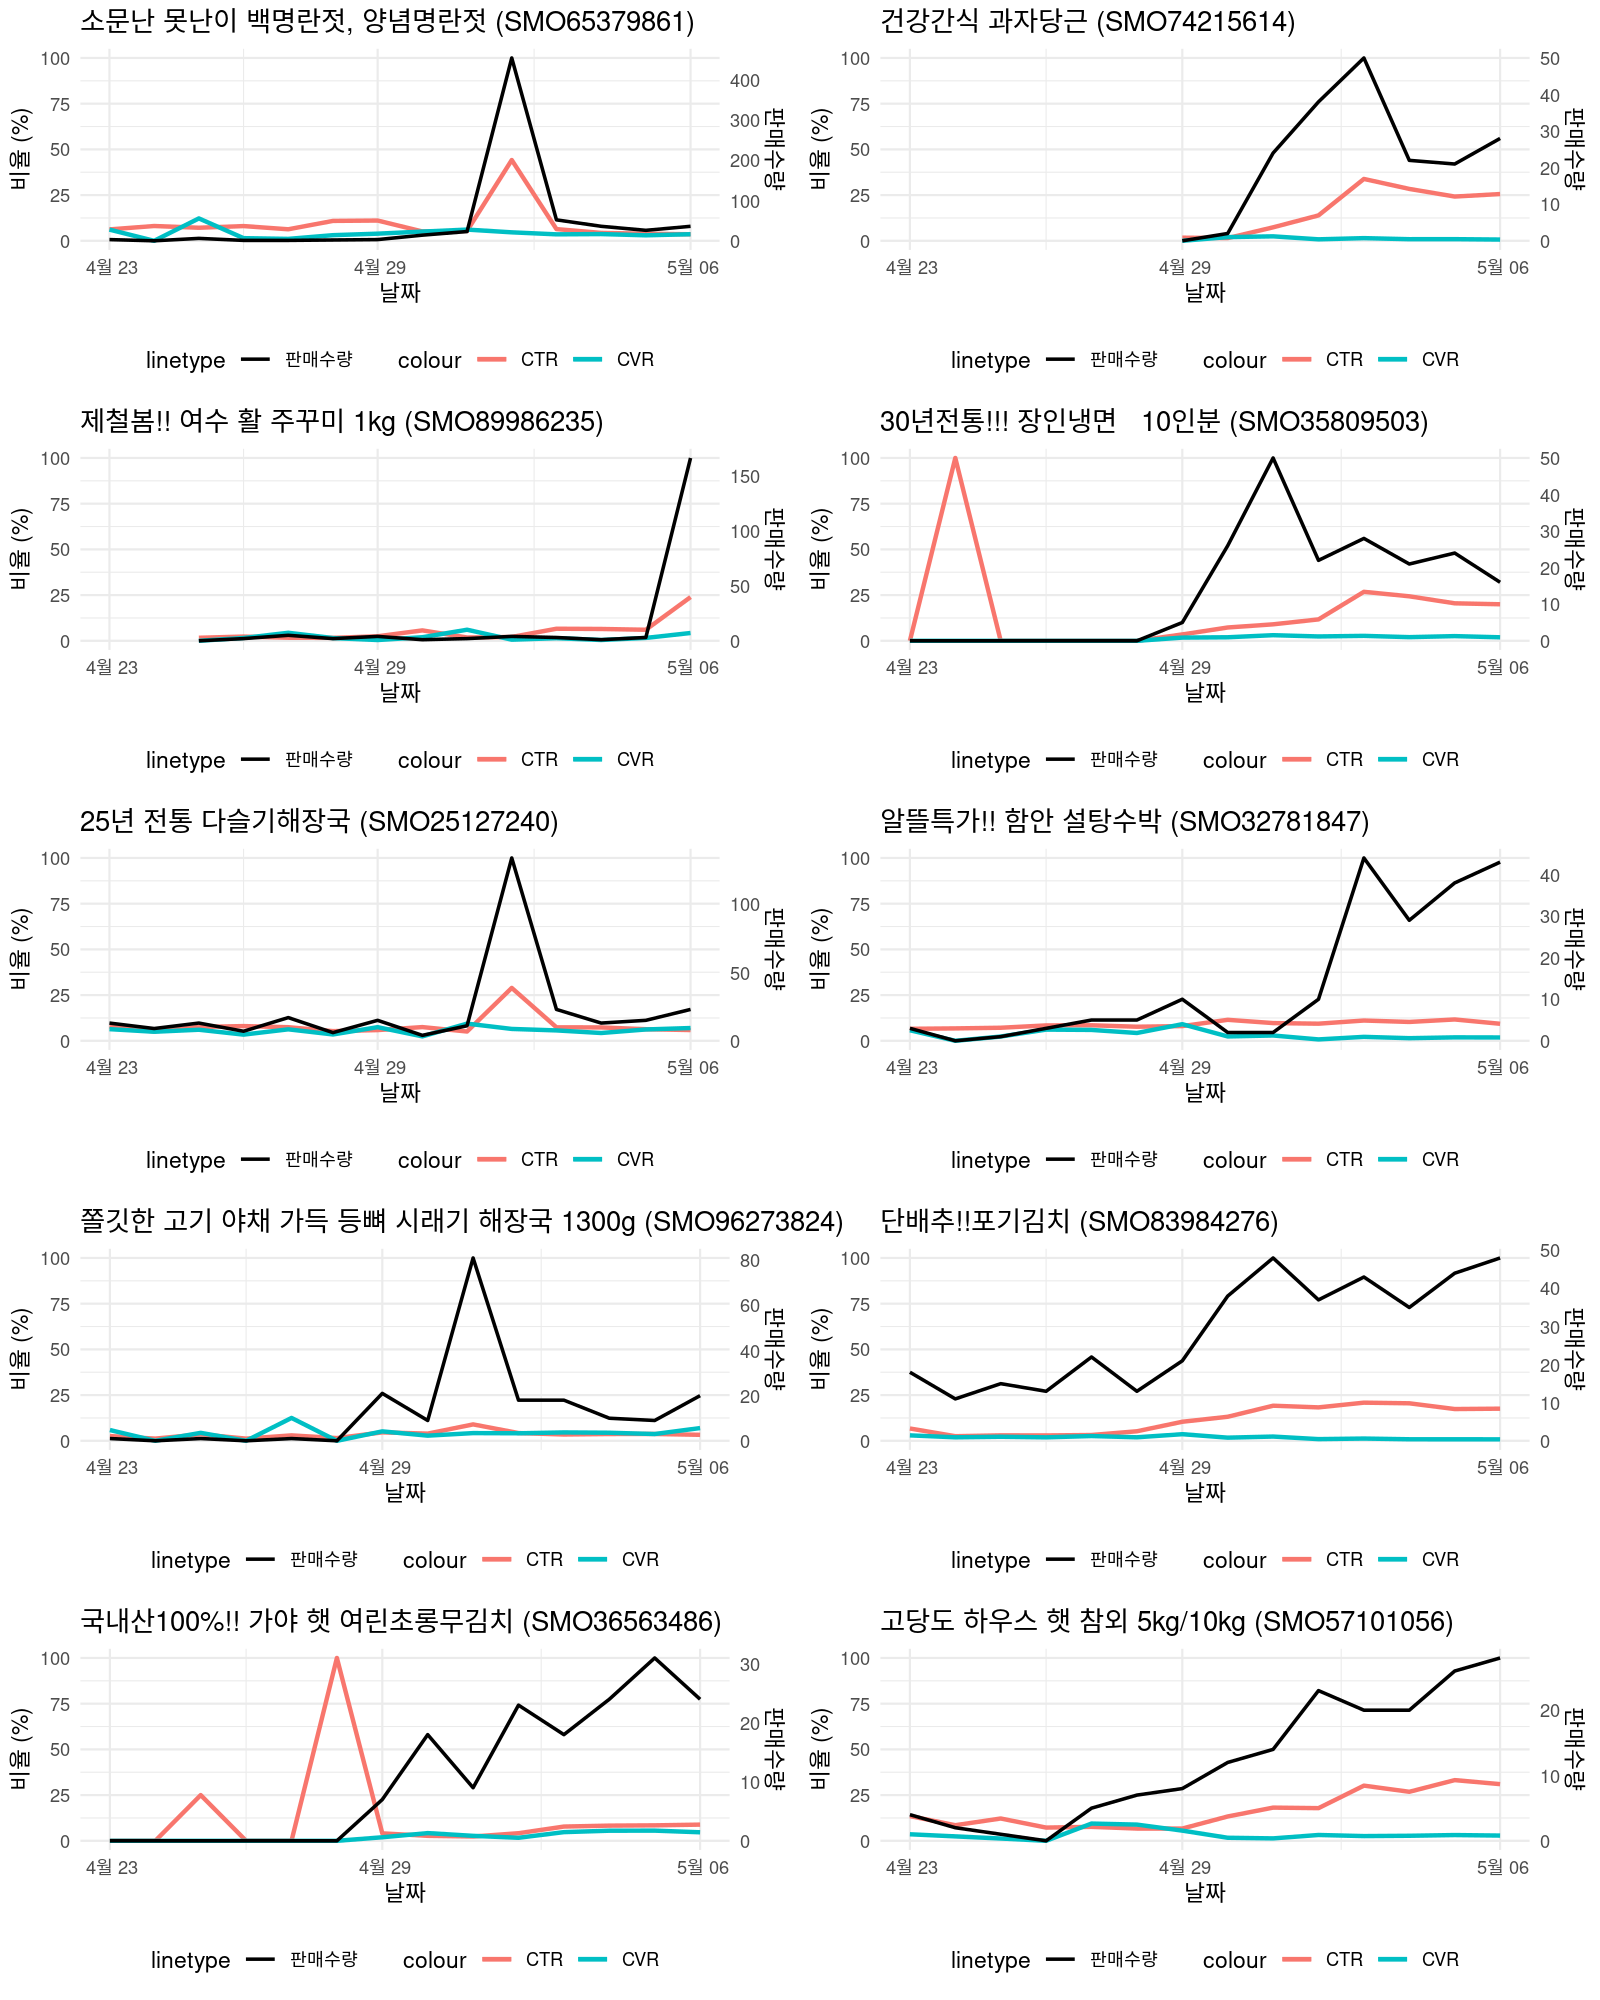 소문난 못난이 백명란젓, 양념명란젓 (SMO65379861)
비율 (%)
100
75
50
25
0
400
300
200
100
0
판매수량
4월 23
4월 29
5월 06
날짜
linetype 판매수량 colour CTR CVR
건강간식 과자당근 (SMO74215614)
비율 (%)
100
75
50
25
0
50
40
30
20
10
0
판매수량
4월 23
4월 29
5월 06
날짜
linetype 판매수량 colour CTR CVR
제철봄!! 여수 활 주꾸미 1kg (SMO89986235)
비율 (%)
100
75
50
25
0
150
100
50
0
판매수량
4월 23
4월 29
5월 06
날짜
linetype 판매수량 colour CTR CVR
30년전통!!! 장인냉면   10인분 (SMO35809503)
비율 (%)
100
75
50
25
0
50
40
30
20
10
0
판매수량
4월 23
4월 29
5월 06
날짜
linetype 판매수량 colour CTR CVR
25년 전통 다슬기해장국 (SMO25127240)
비율 (%)
100
75
50
25
0
100
50
0
판매수량
4월 23
4월 29
5월 06
날짜
linetype 판매수량 colour CTR CVR
알뜰특가!! 함안 설탕수박 (SMO32781847)
비율 (%)
100
75
50
25
0
40
30
20
10
0
판매수량
4월 23
4월 29
5월 06
날짜
linetype 판매수량 colour CTR CVR
쫄깃한 고기 야채 가득 등뼈 시래기 해장국 1300g (SMO96273824)
비율 (%)
100
75
50
25
0
80
60
40
20
0
판매수량
4월 23
4월 29
5월 06
날짜
linetype 판매수량 colour CTR CVR
단배추!!포기김치 (SMO83984276)
비율 (%)
100
75
50
25
0
50
40
30
20
10
0
판매수량
4월 23
4월 29
5월 06
날짜
linetype 판매수량 colour CTR CVR
국내산100%!! 가야 햇 여린초롱무김치 (SMO36563486)
비율 (%)
100
75
50
25
0
30
20
10
0
판매수량
4월 23
4월 29
5월 06
날짜
linetype 판매수량 colour CTR CVR
고당도 하우스 햇 참외 5kg/10kg (SMO57101056)
비율 (%)
100
75
50
25
0
20
10
0
판매수량
4월 23
4월 29
5월 06
날짜
linetype 판매수량 colour CTR CVR